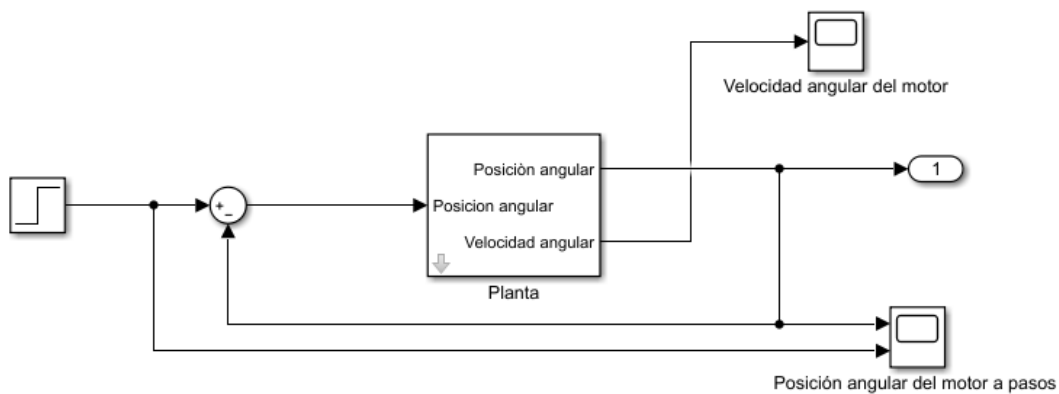 Velocidad angular del motor
Posiciòn angular
1
+
Posicion angular
−
Velocidad angular
Planta
Posición angular del motor a pasos